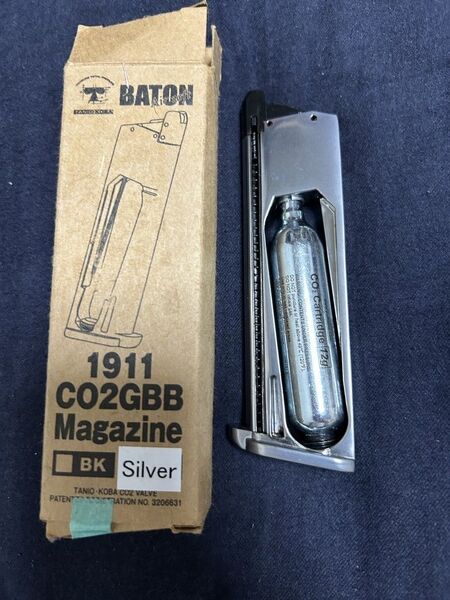 BATON
TANIO KOBA
1911
CO2GBB
Magazine
BK
Silver
TANIO・KOBA CO2 VALVE
PATENT REGISTRATION NO. 3206631
CO2 Cartridge 12g